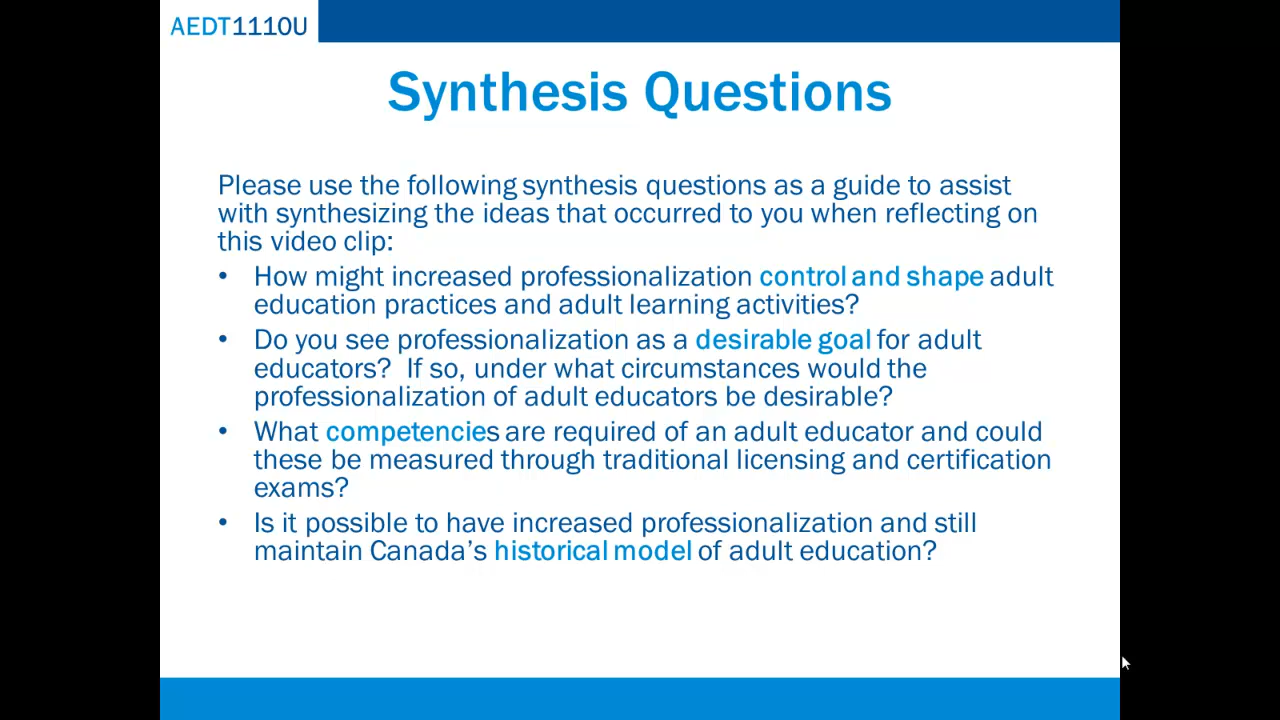 AEDT1110U
Synthesis Questions
Please use the following synthesis questions as a guide to assist
with synthesizing the ideas that occurred to you when reflecting on
this video clip:
• How might increased professionalization control and shape adult
education practices and adult learning activities?
• Do you see professionalization as a desirable goal for adult
educators?  If so, under what circumstances would the
professionalization of adult educators be desirable?
• What competencies are required of an adult educator and could
these be measured through traditional licensing and certification
exams?
• Is it possible to have increased professionalization and still
maintain Canada’s historical model of adult education?